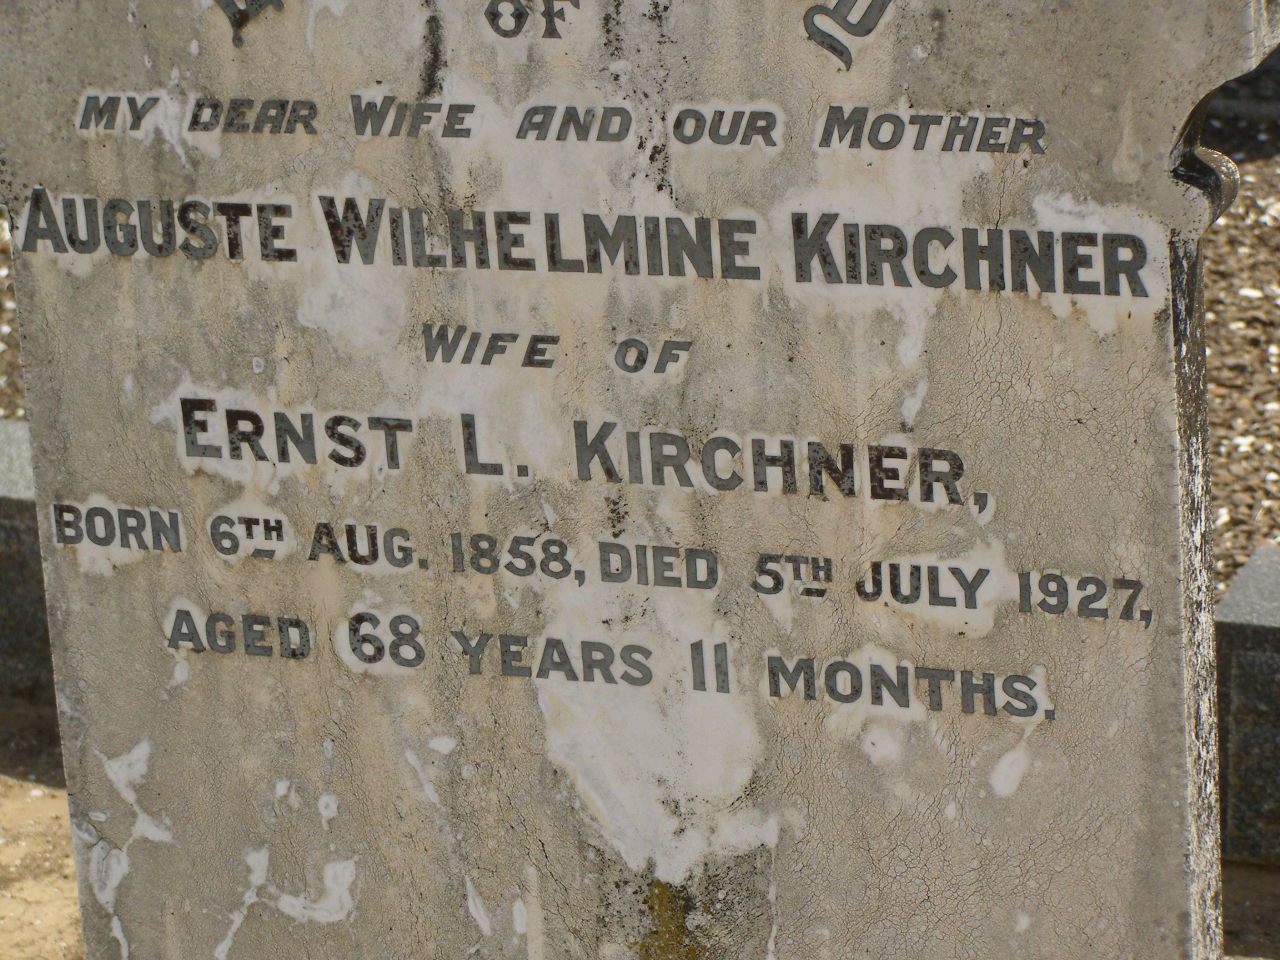 OF
MY DEAR WIFE AND OUR MOTHER
AUGUSTE WILHELMINE KIRCHNER
WIFE OF
ERNST L. KIRCHNER,
BORN 6TH AUG. 1858, DIED 5TH JULY 1927,
AGED 68 YEARS 11 MONTHS.